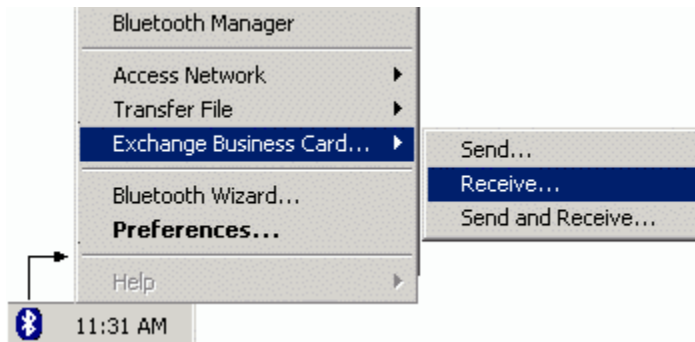 Bluetooth Manager
Access Network
Transfer File
Exchange Business Card...
Send...
Receive...
Send and Receive...
Bluetooth Wizard...
Preferences...
Help
11:31 AM